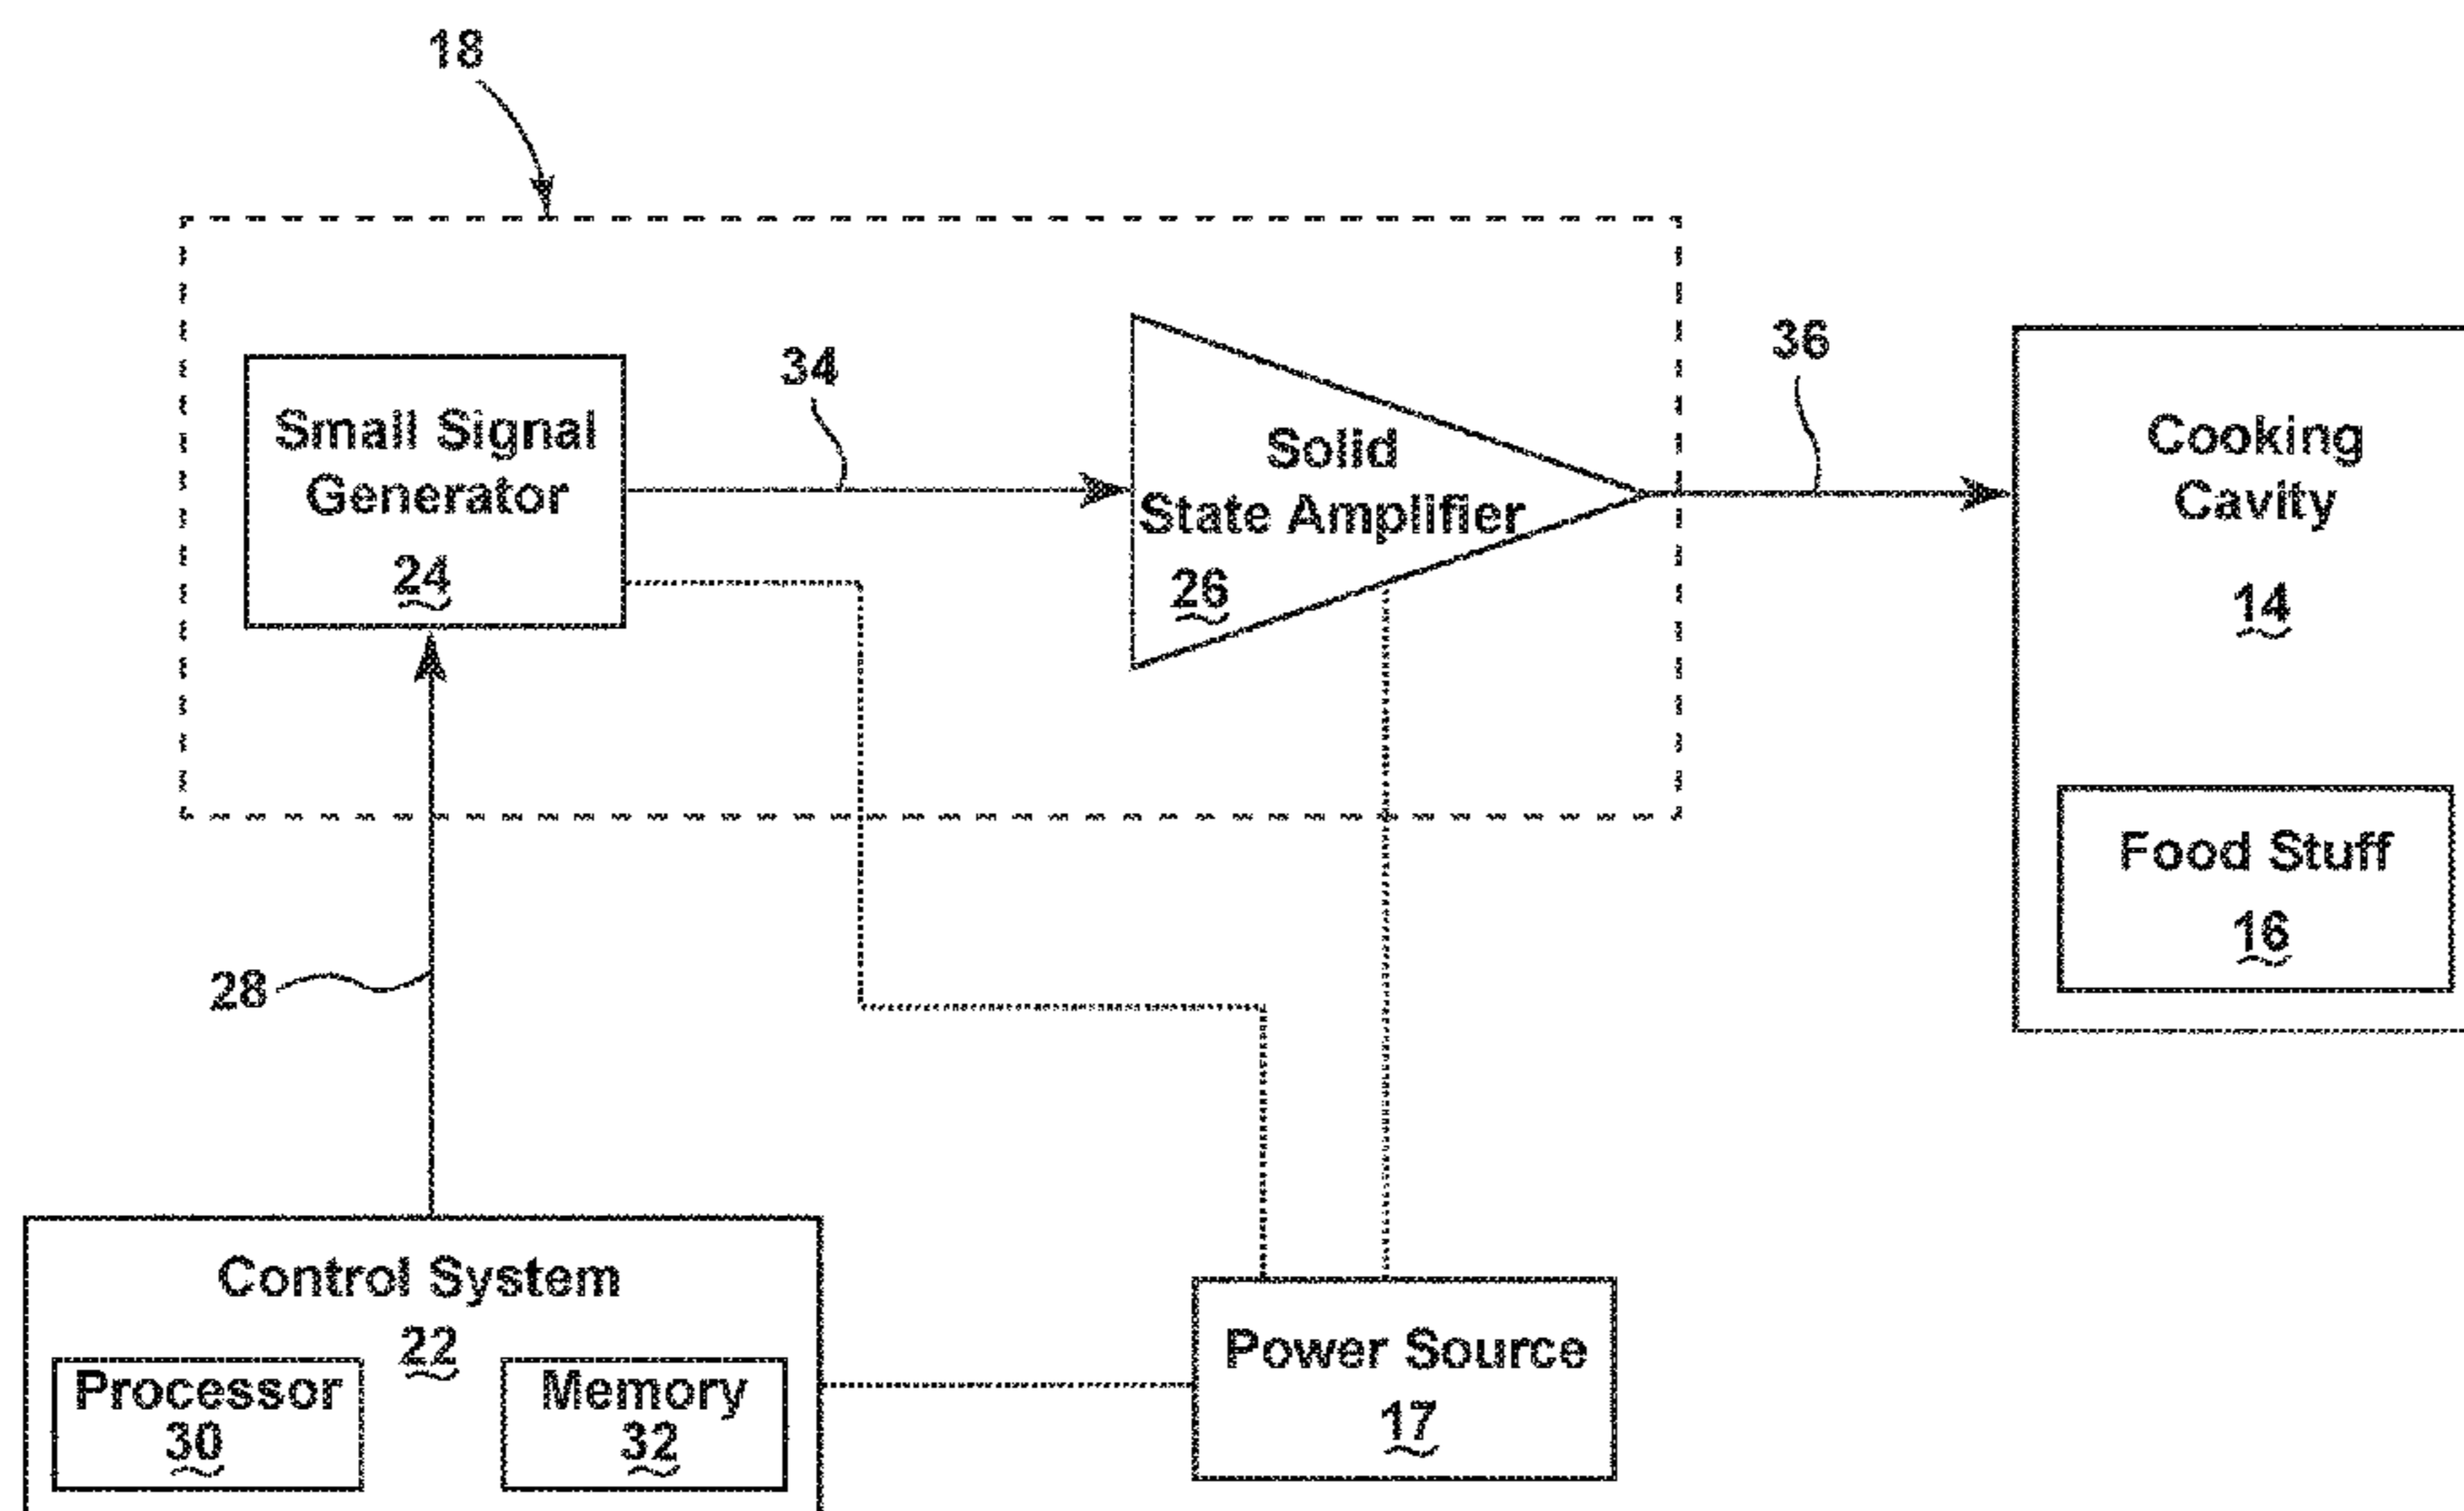 18
Small Signal
Generator
24
34
Solid
State Amplifier
26
36
Cooking
Cavity
14
Food Stuff
16
28
Control System
22
Processor
30
Memory
32
Power Source
17